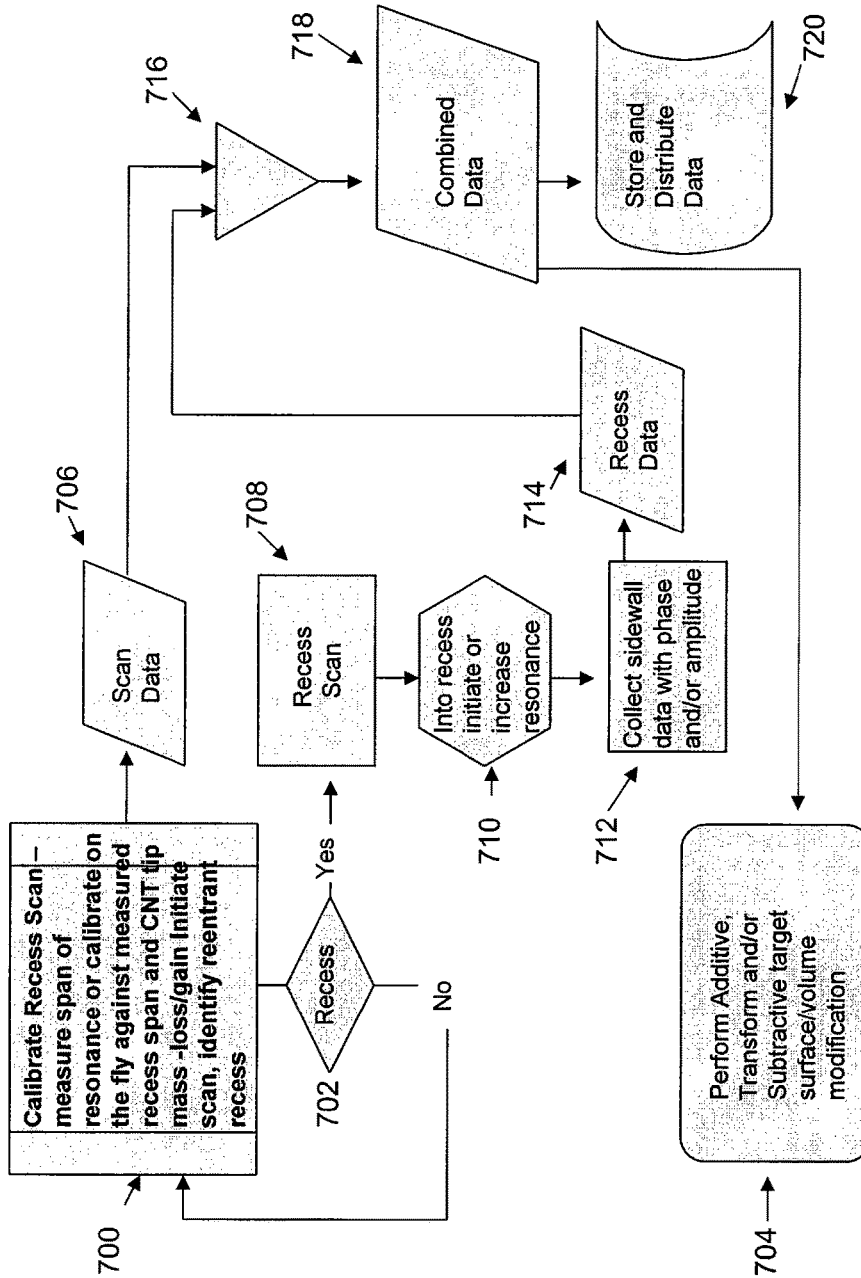 Calibrate Recess Scan –
measure span of
resonance or calibrate on
the fly against measured
recess span and CNT tip
mass -loss/gain Initiate
scan, identify reentrant
recess
700
Scan
Data
706
Recess
702
Yes
No
Recess
Scan
708
Into recess
initiate or
increase
resonance
710
Collect sidewall
data with phase
and/or amplitude
712
Recess
Data
714
716
Combined
Data
718
Store and
Distribute
Data
720
Perform Additive,
Transform and/or
Subtractive target
surface/volume
modification
704